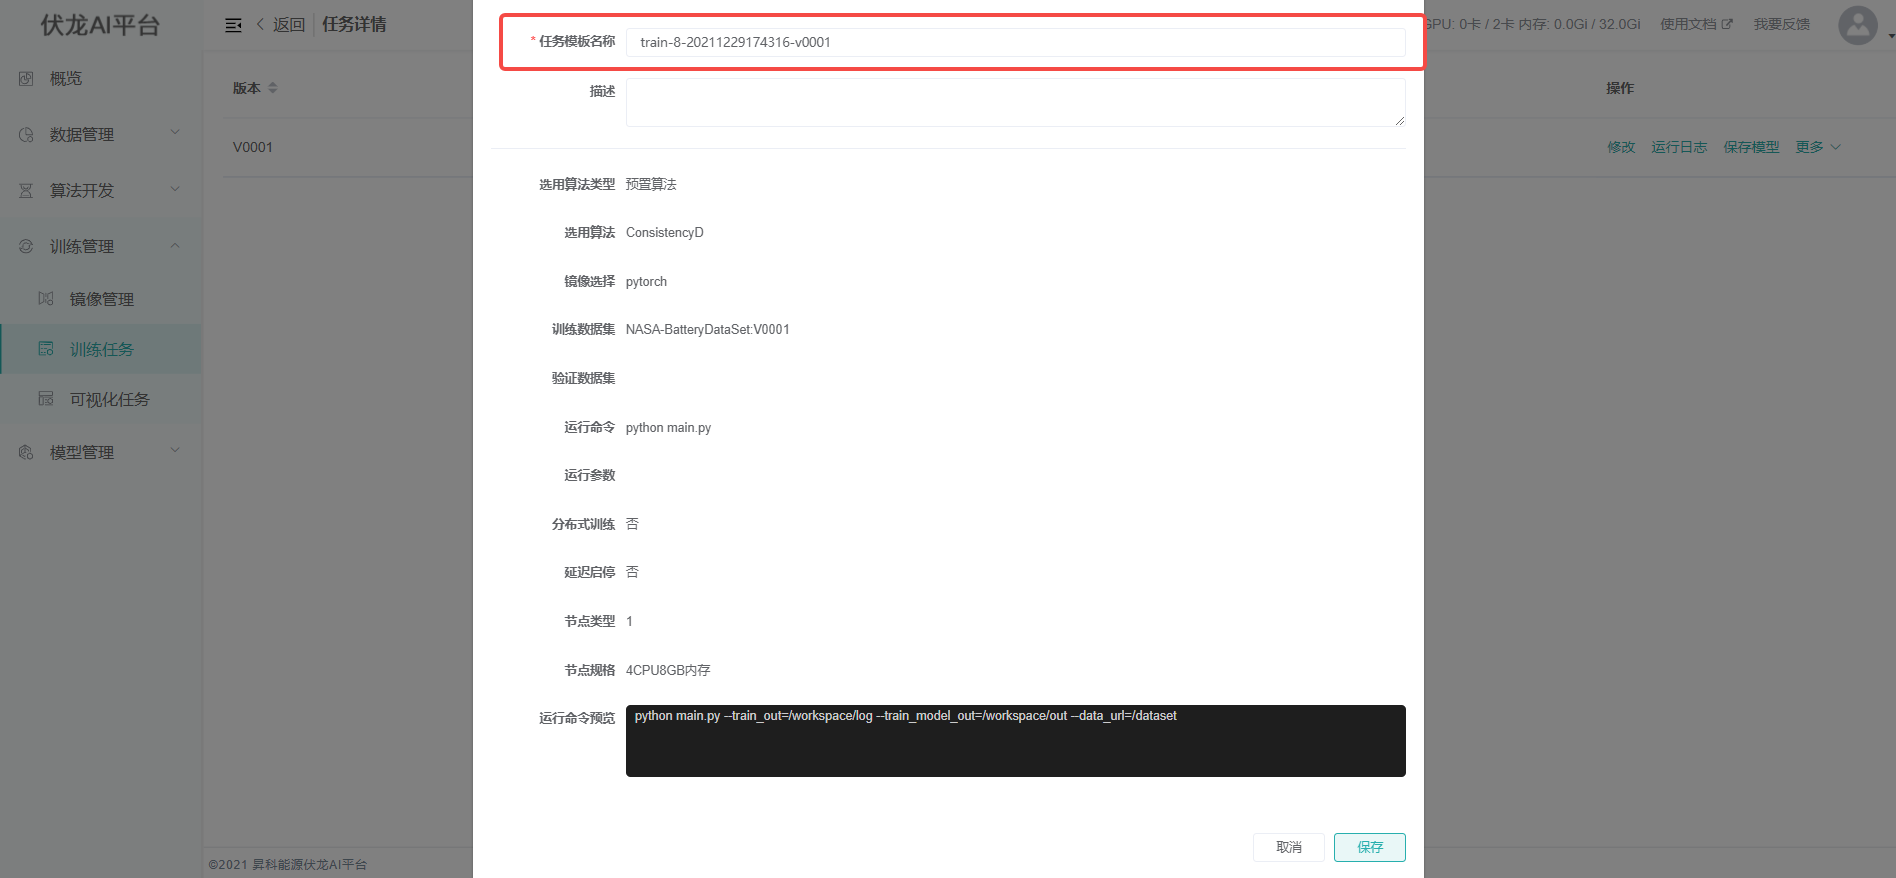 伏龙AI平台
返回
任务详情
GPU: 0卡 / 2卡 内存: 0.0Gi / 32.0Gi
使用文档
我要反馈
概览
数据管理
算法开发
训练管理
镜像管理
训练任务
可视化任务
模型管理
版本
操作
V0001
修改
运行日志
保存模型
更多
* 任务模板名称 train-8-20211229174316-v0001
描述
选用算法类型 预置算法
选用算法 ConsistencyD
镜像选择 pytorch
训练数据集 NASA-BatteryDataSet:V0001
验证数据集
运行命令 python main.py
运行参数
分布式训练 否
延迟启停 否
节点类型 1
节点规格 4CPU8GB内存
运行命令预览 python main.py --train_out=/workspace/log --train_model_out=/workspace/out --data_url=/dataset
取消
保存
©2021 昇科能源伏龙AI平台